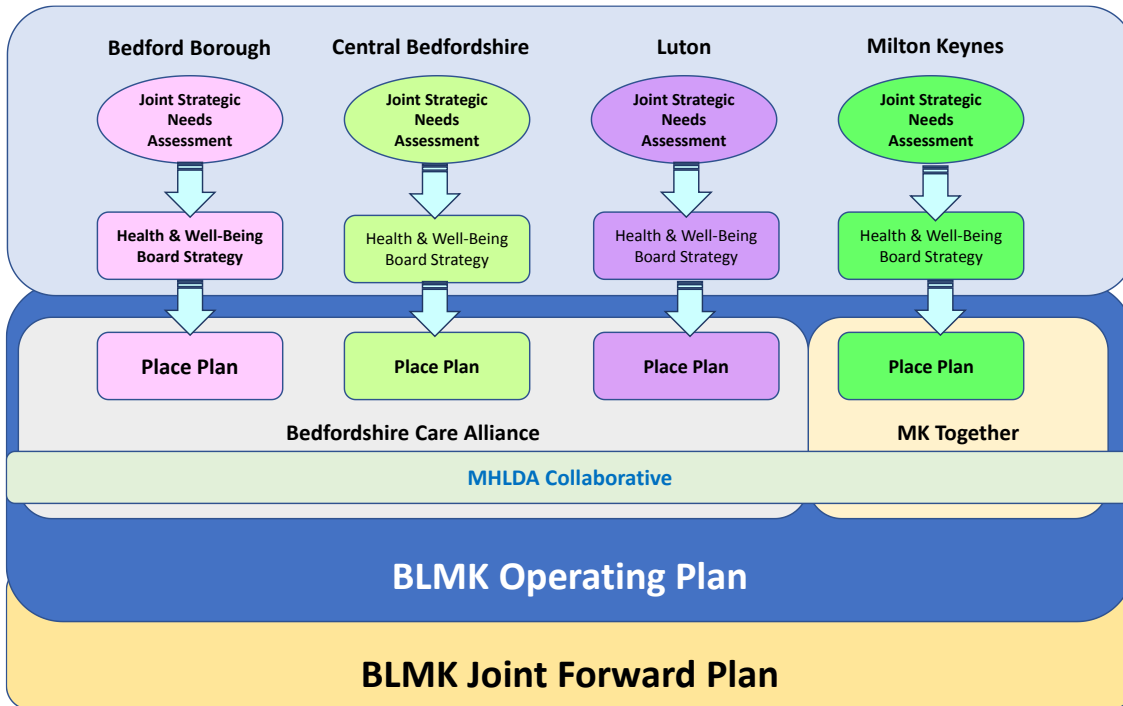 Bedford Borough
Central Bedfordshire
Luton
Milton Keynes
Joint Strategic
Needs
Assessment
Joint Strategic
Needs
Assessment
Joint Strategic
Needs
Assessment
Joint Strategic
Needs
Assessment
Health & Well-Being
Board Strategy
Health & Well-Being
Board Strategy
Health & Well-Being
Board Strategy
Health & Well-Being
Board Strategy
Place Plan
Place Plan
Place Plan
Place Plan
Bedfordshire Care Alliance
MK Together
MHLDA Collaborative
BLMK Operating Plan
BLMK Joint Forward Plan